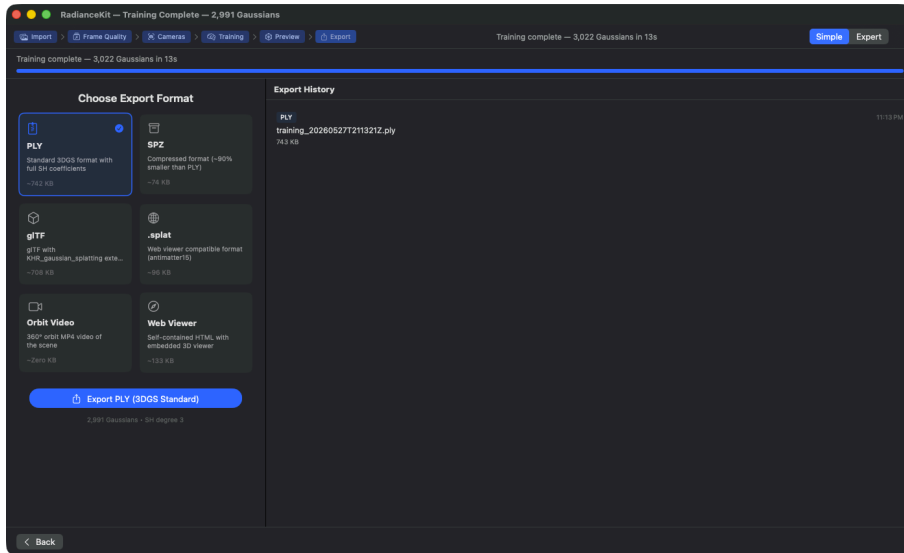 RadianceKit — Training Complete — 2,991 Gaussians
Import > Frame Quality > Cameras > Training > Preview > Export
Training complete — 3,022 Gaussians in 13s
Simple Expert
Training complete — 3,022 Gaussians in 13s
Choose Export Format
PLY
Standard 3DGS format with
full SH coefficients
~742 KB
SPZ
Compressed format (~90%
smaller than PLY)
~74 KB
glTF
glTF with
KHR_gaussian_splatting exte...
~708 KB
.splat
Web viewer compatible format
(antimatter15)
~96 KB
Orbit Video
360° orbit MP4 video of
the scene
~Zero KB
Web Viewer
Self-contained HTML with
embedded 3D viewer
~133 KB
Export PLY (3DGS Standard)
2,991 Gaussians • SH degree 3
Export History
PLY
11:13 PM
training_20260527T211321Z.ply
743 KB
< Back